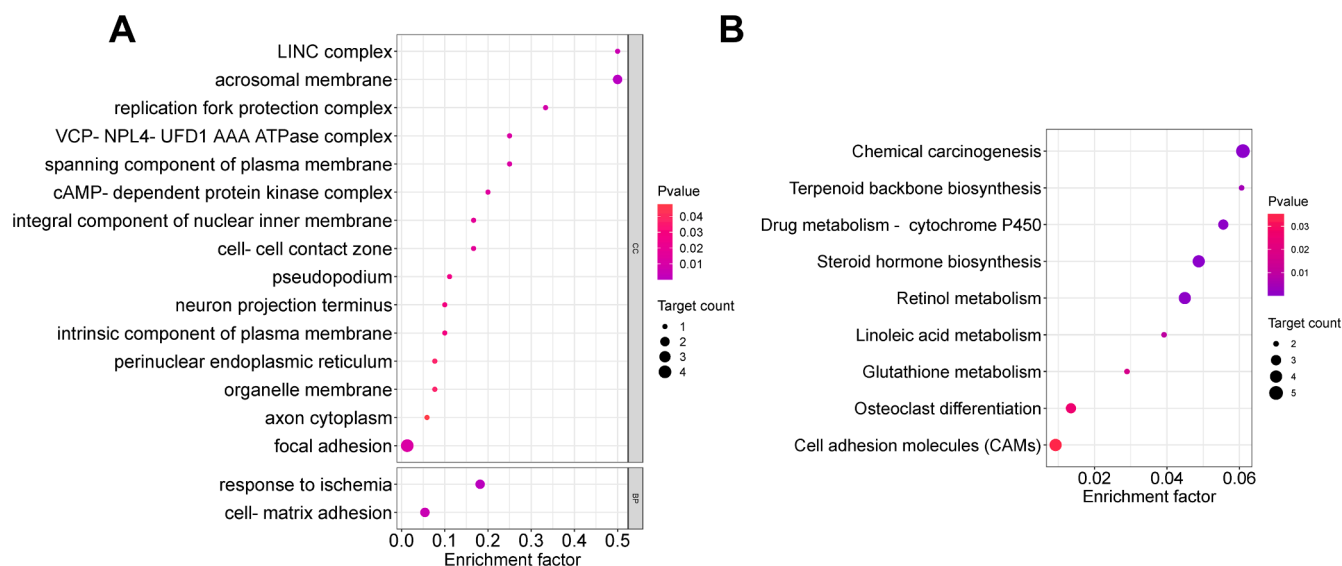 A
LINC complex
acrosomal membrane
replication fork protection complex
VCP- NPL4- UFD1 AAA ATPase complex
spanning component of plasma membrane
cAMP- dependent protein kinase complex
integral component of nuclear inner membrane
cell- cell contact zone
pseudopodium
neuron projection terminus
intrinsic component of plasma membrane
perinuclear endoplasmic reticulum
organelle membrane
axon cytoplasm
focal adhesion
CC
response to ischemia
cell- matrix adhesion
BP
0.0 0.1 0.2 0.3 0.4 0.5
Enrichment factor
Pvalue
0.04
0.03
0.02
0.01
Target count
1
2
3
4
B
Chemical carcinogenesis
Terpenoid backbone biosynthesis
Drug metabolism - cytochrome P450
Steroid hormone biosynthesis
Retinol metabolism
Linoleic acid metabolism
Glutathione metabolism
Osteoclast differentiation
Cell adhesion molecules (CAMs)
0.02 0.04 0.06
Enrichment factor
Pvalue
0.03
0.02
0.01
Target count
2
3
4
5